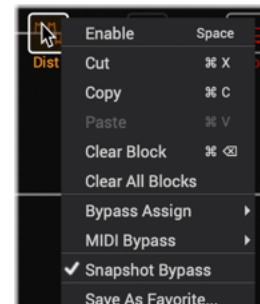 Dist
Enable Space
Cut ⌘ X
Copy ⌘ C
Paste ⌘ V
Clear Block ⌘ ⌫
Clear All Blocks
Bypass Assign
MIDI Bypass
✓ Snapshot Bypass
Save As Favorite...